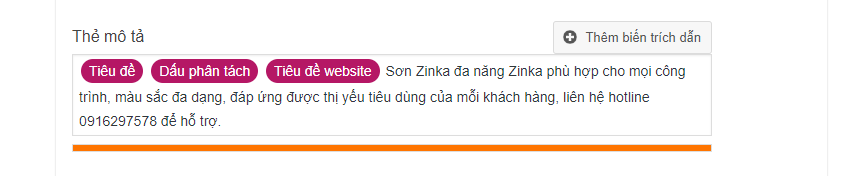 Thẻ mô tả
Thêm biến trích dẫn
Tiêu đề Dấu phân tách Tiêu đề website Sơn Zinka đa năng Zinka phù hợp cho mọi công
trình, màu sắc đa dạng, đáp ứng được thị yếu tiêu dùng của mỗi khách hàng, liên hệ hotline
0916297578 để hỗ trợ.